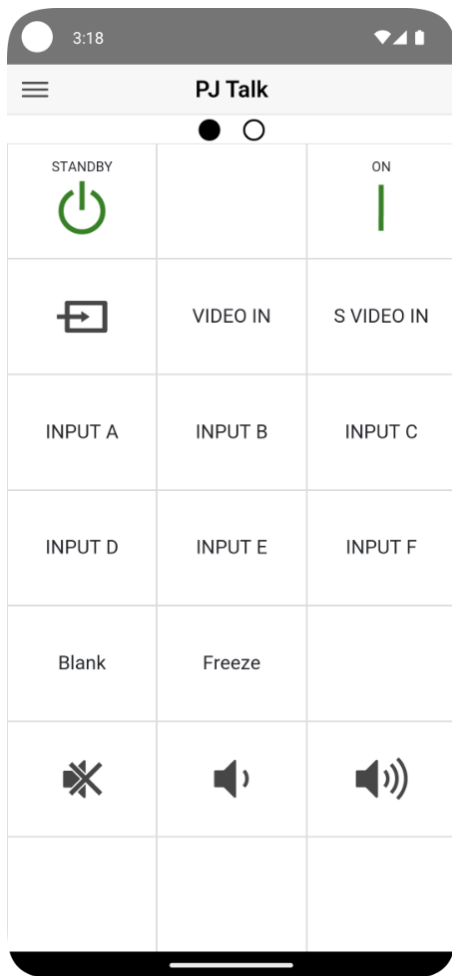 3:18
PJ Talk
STANDBY
ON
VIDEO IN
S VIDEO IN
INPUT A
INPUT B
INPUT C
INPUT D
INPUT E
INPUT F
Blank
Freeze